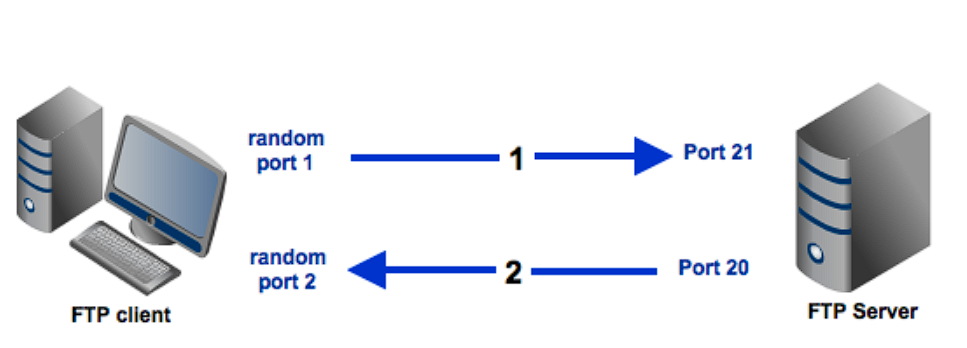 random
port 1
1
Port 21
random
port 2
2
Port 20
FTP client
FTP Server